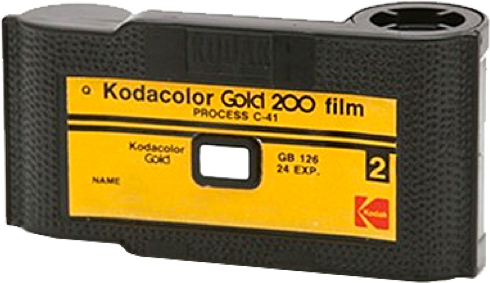 KODAK
Kodacolor Gold 200 film
PROCESS C-41
Kodacolor
Gold
GB 126
24 EXP.
2
NAME
Kodak